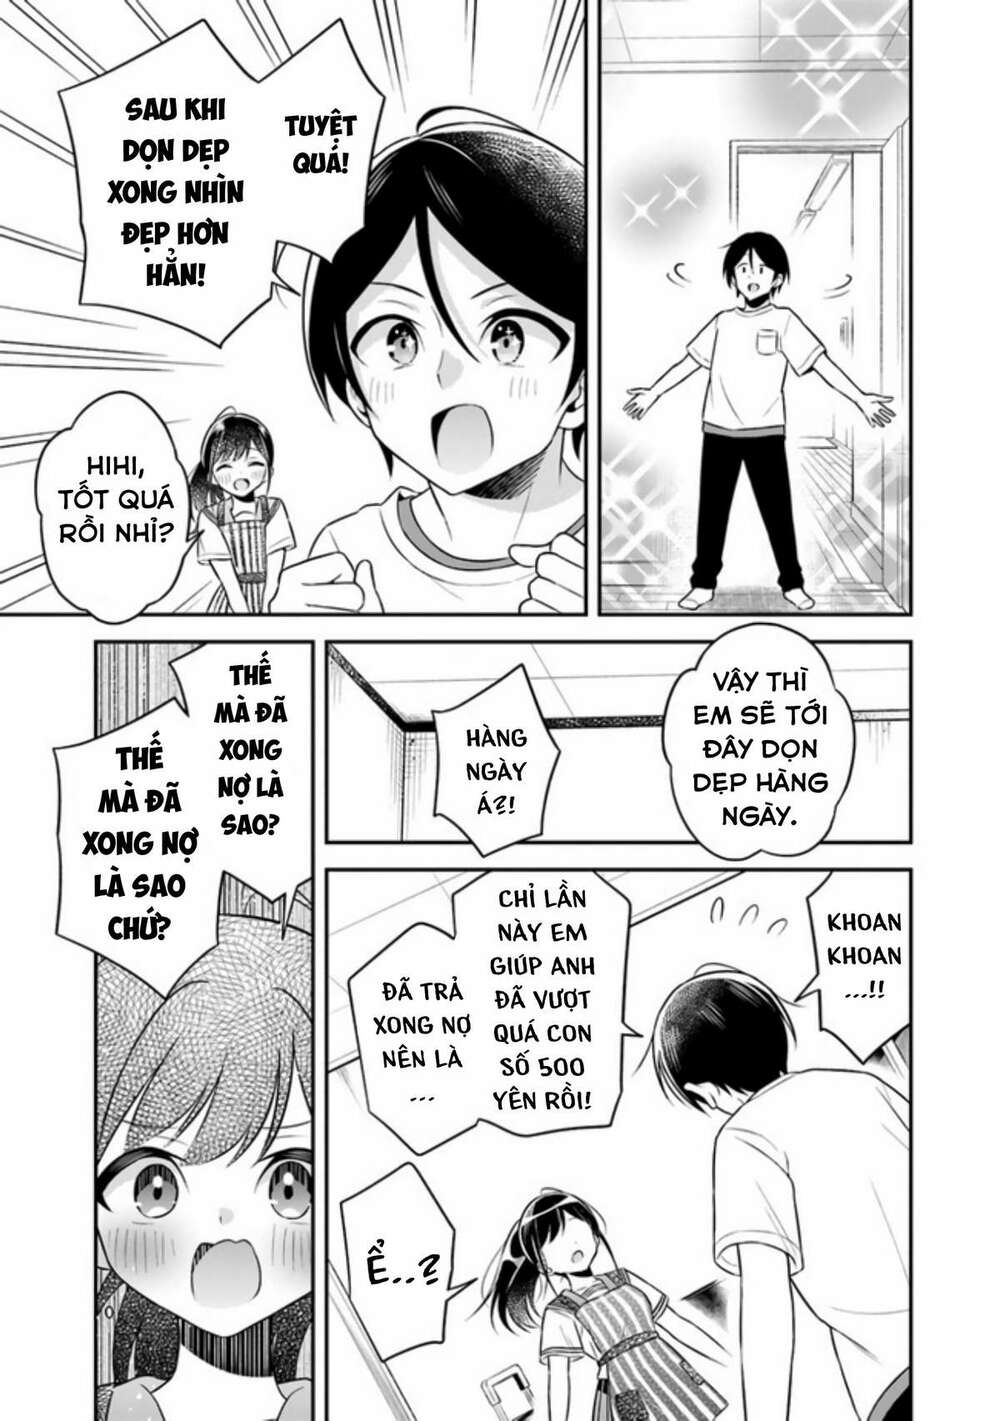 TUYỆT
QUÁ!
SAU KHI
DỌN DẸP
XONG NHÌN
ĐẸP HƠN
HẲN!
HIHI,
TỐT QUÁ
RỒI NHỈ?
VẬY THÌ
EM SẼ TỚI
ĐÂY DỌN
DẸP HÀNG
NGÀY.
HÀNG
NGÀY
Á?!
KHOAN
KHOAN
...!!
CHỈ LẦN
NÀY EM
GIÚP ANH
ĐÃ VƯỢT
QUÁ CON
SỐ 500
YÊN RỒI!
ĐÃ TRẢ
XONG NỢ
NÊN LÀ
...
Ể..?
THẾ
MÀ ĐÃ
XONG
NỢ LÀ
SAO?
THẾ
MÀ ĐÃ
XONG NỢ
LÀ SAO
CHỨ?